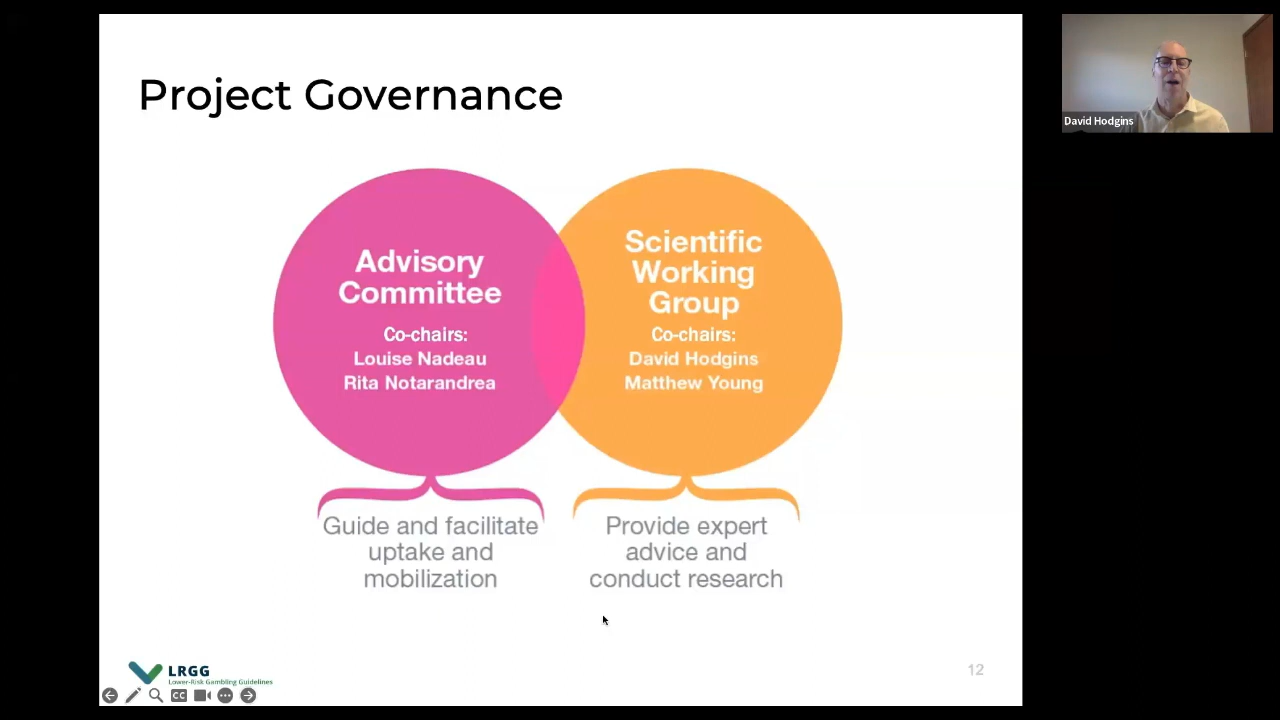 Project Governance
Advisory
Committee
Co-chairs:
Louise Nadeau
Rita Notarandrea
Scientific
Working
Group
Co-chairs:
David Hodgins
Matthew Young
Guide and facilitate
uptake and
mobilization
Provide expert
advice and
conduct research
LRGG
Lower-Risk Gambling Guidelines
12
CC
David Hodgins